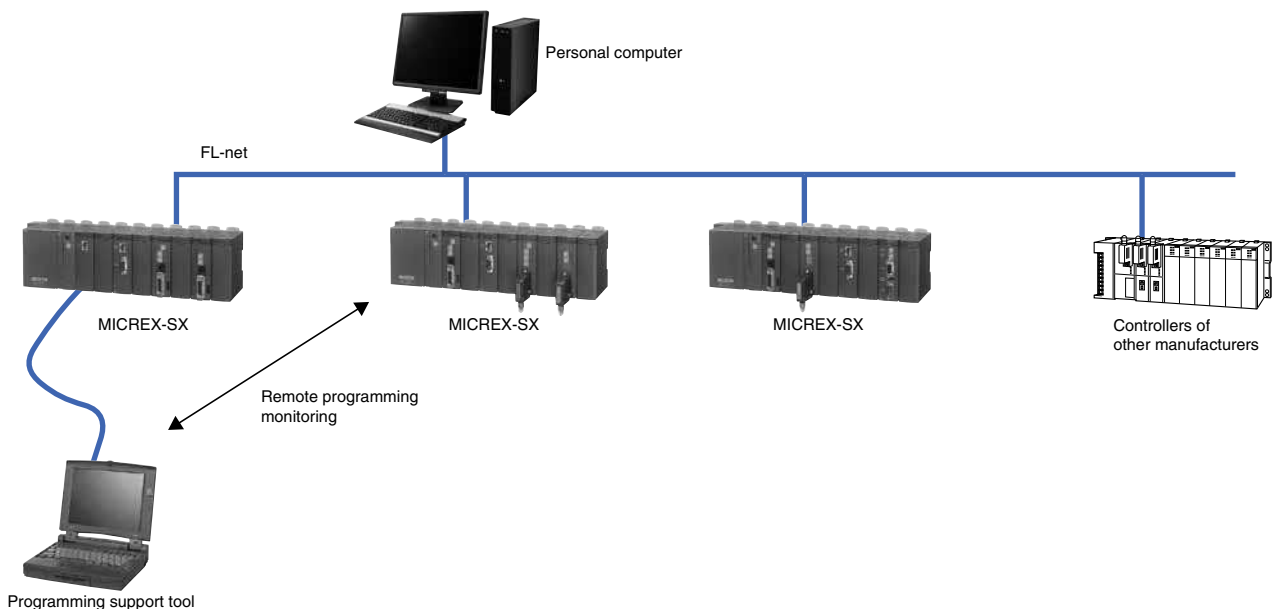 Personal computer
FL-net
MICREX-SX
MICREX-SX
MICREX-SX
Controllers of
other manufacturers
Remote programming
monitoring
Programming support tool